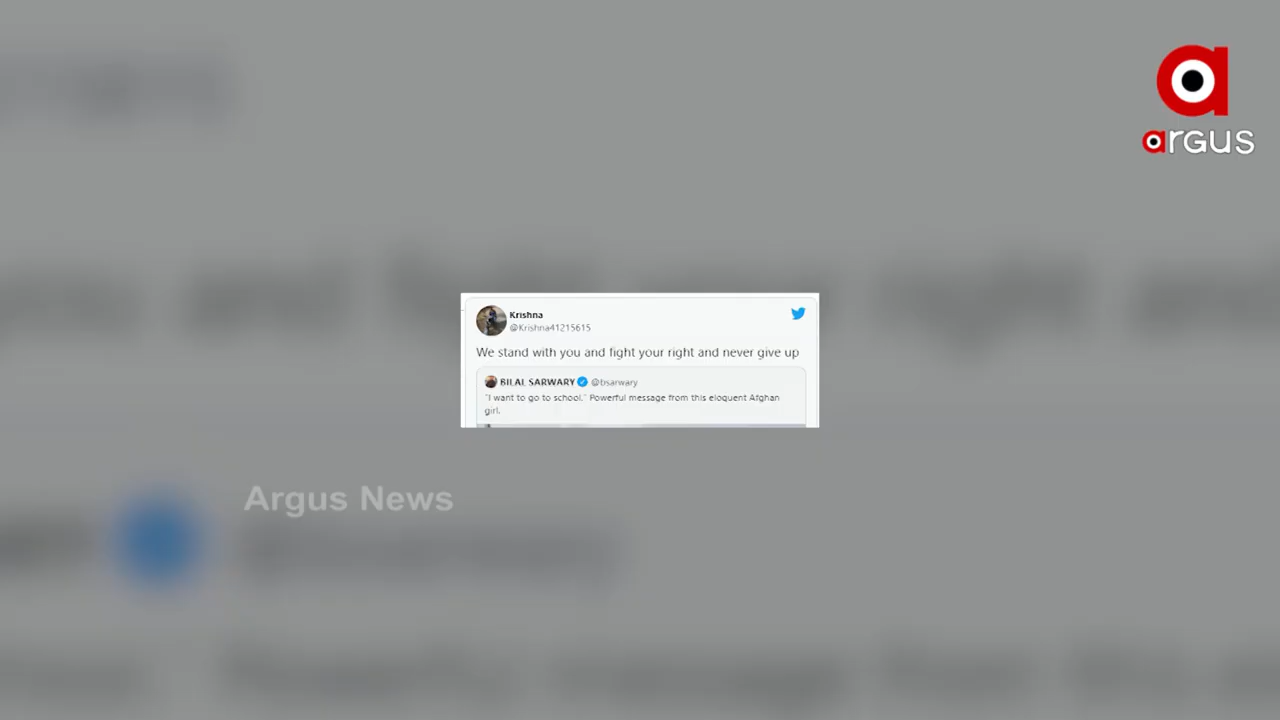 argus
Krishna
@Krishna41215615
We stand with you and fight your right and never give up
BILAL SARWARY @bsarwary
"I want to go to school." Powerful message from this eloquent Afghan
girl.
Argus News